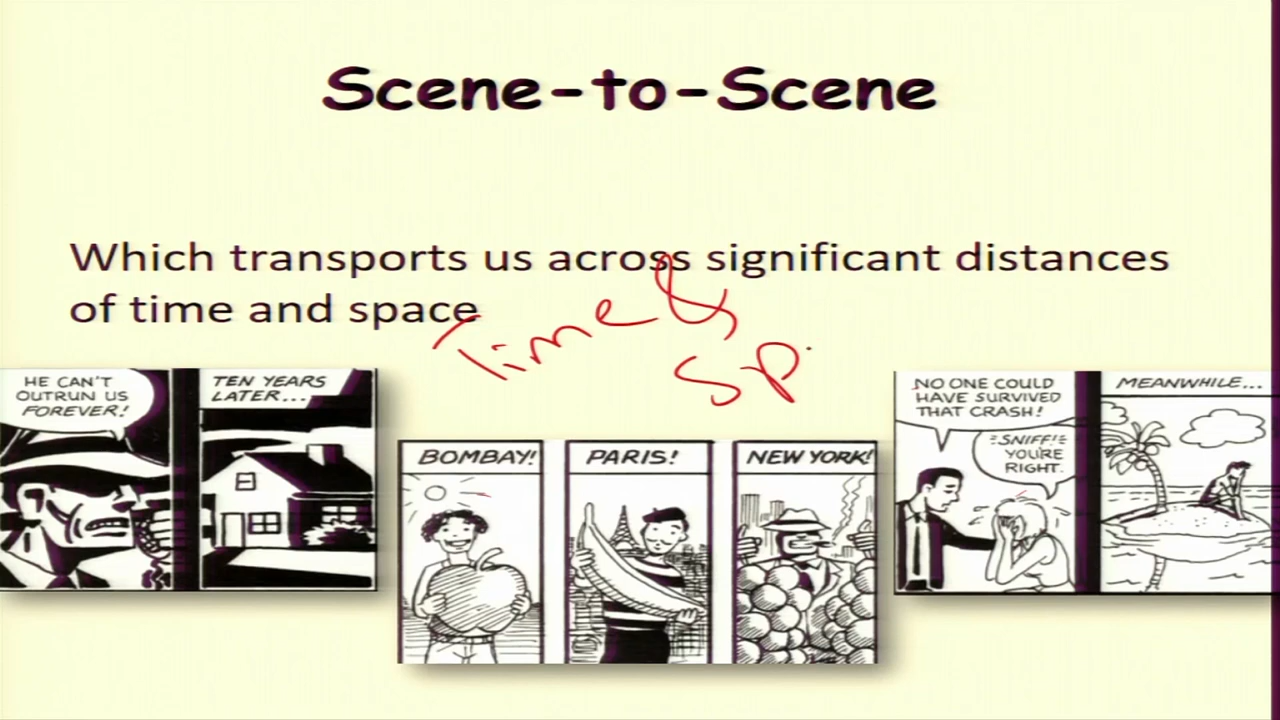 Scene-to-Scene
Which transports us across significant distances
of time and space
Time &
Sp
HE CAN'T
OUTRUN US
FOREVER!
TEN YEARS
LATER...
BOMBAY!
PARIS!
NEW YORK!
NO ONE COULD
HAVE SURVIVED
THAT CRASH!
=SNIFF!=
YOU'RE
RIGHT.
MEANWHILE...